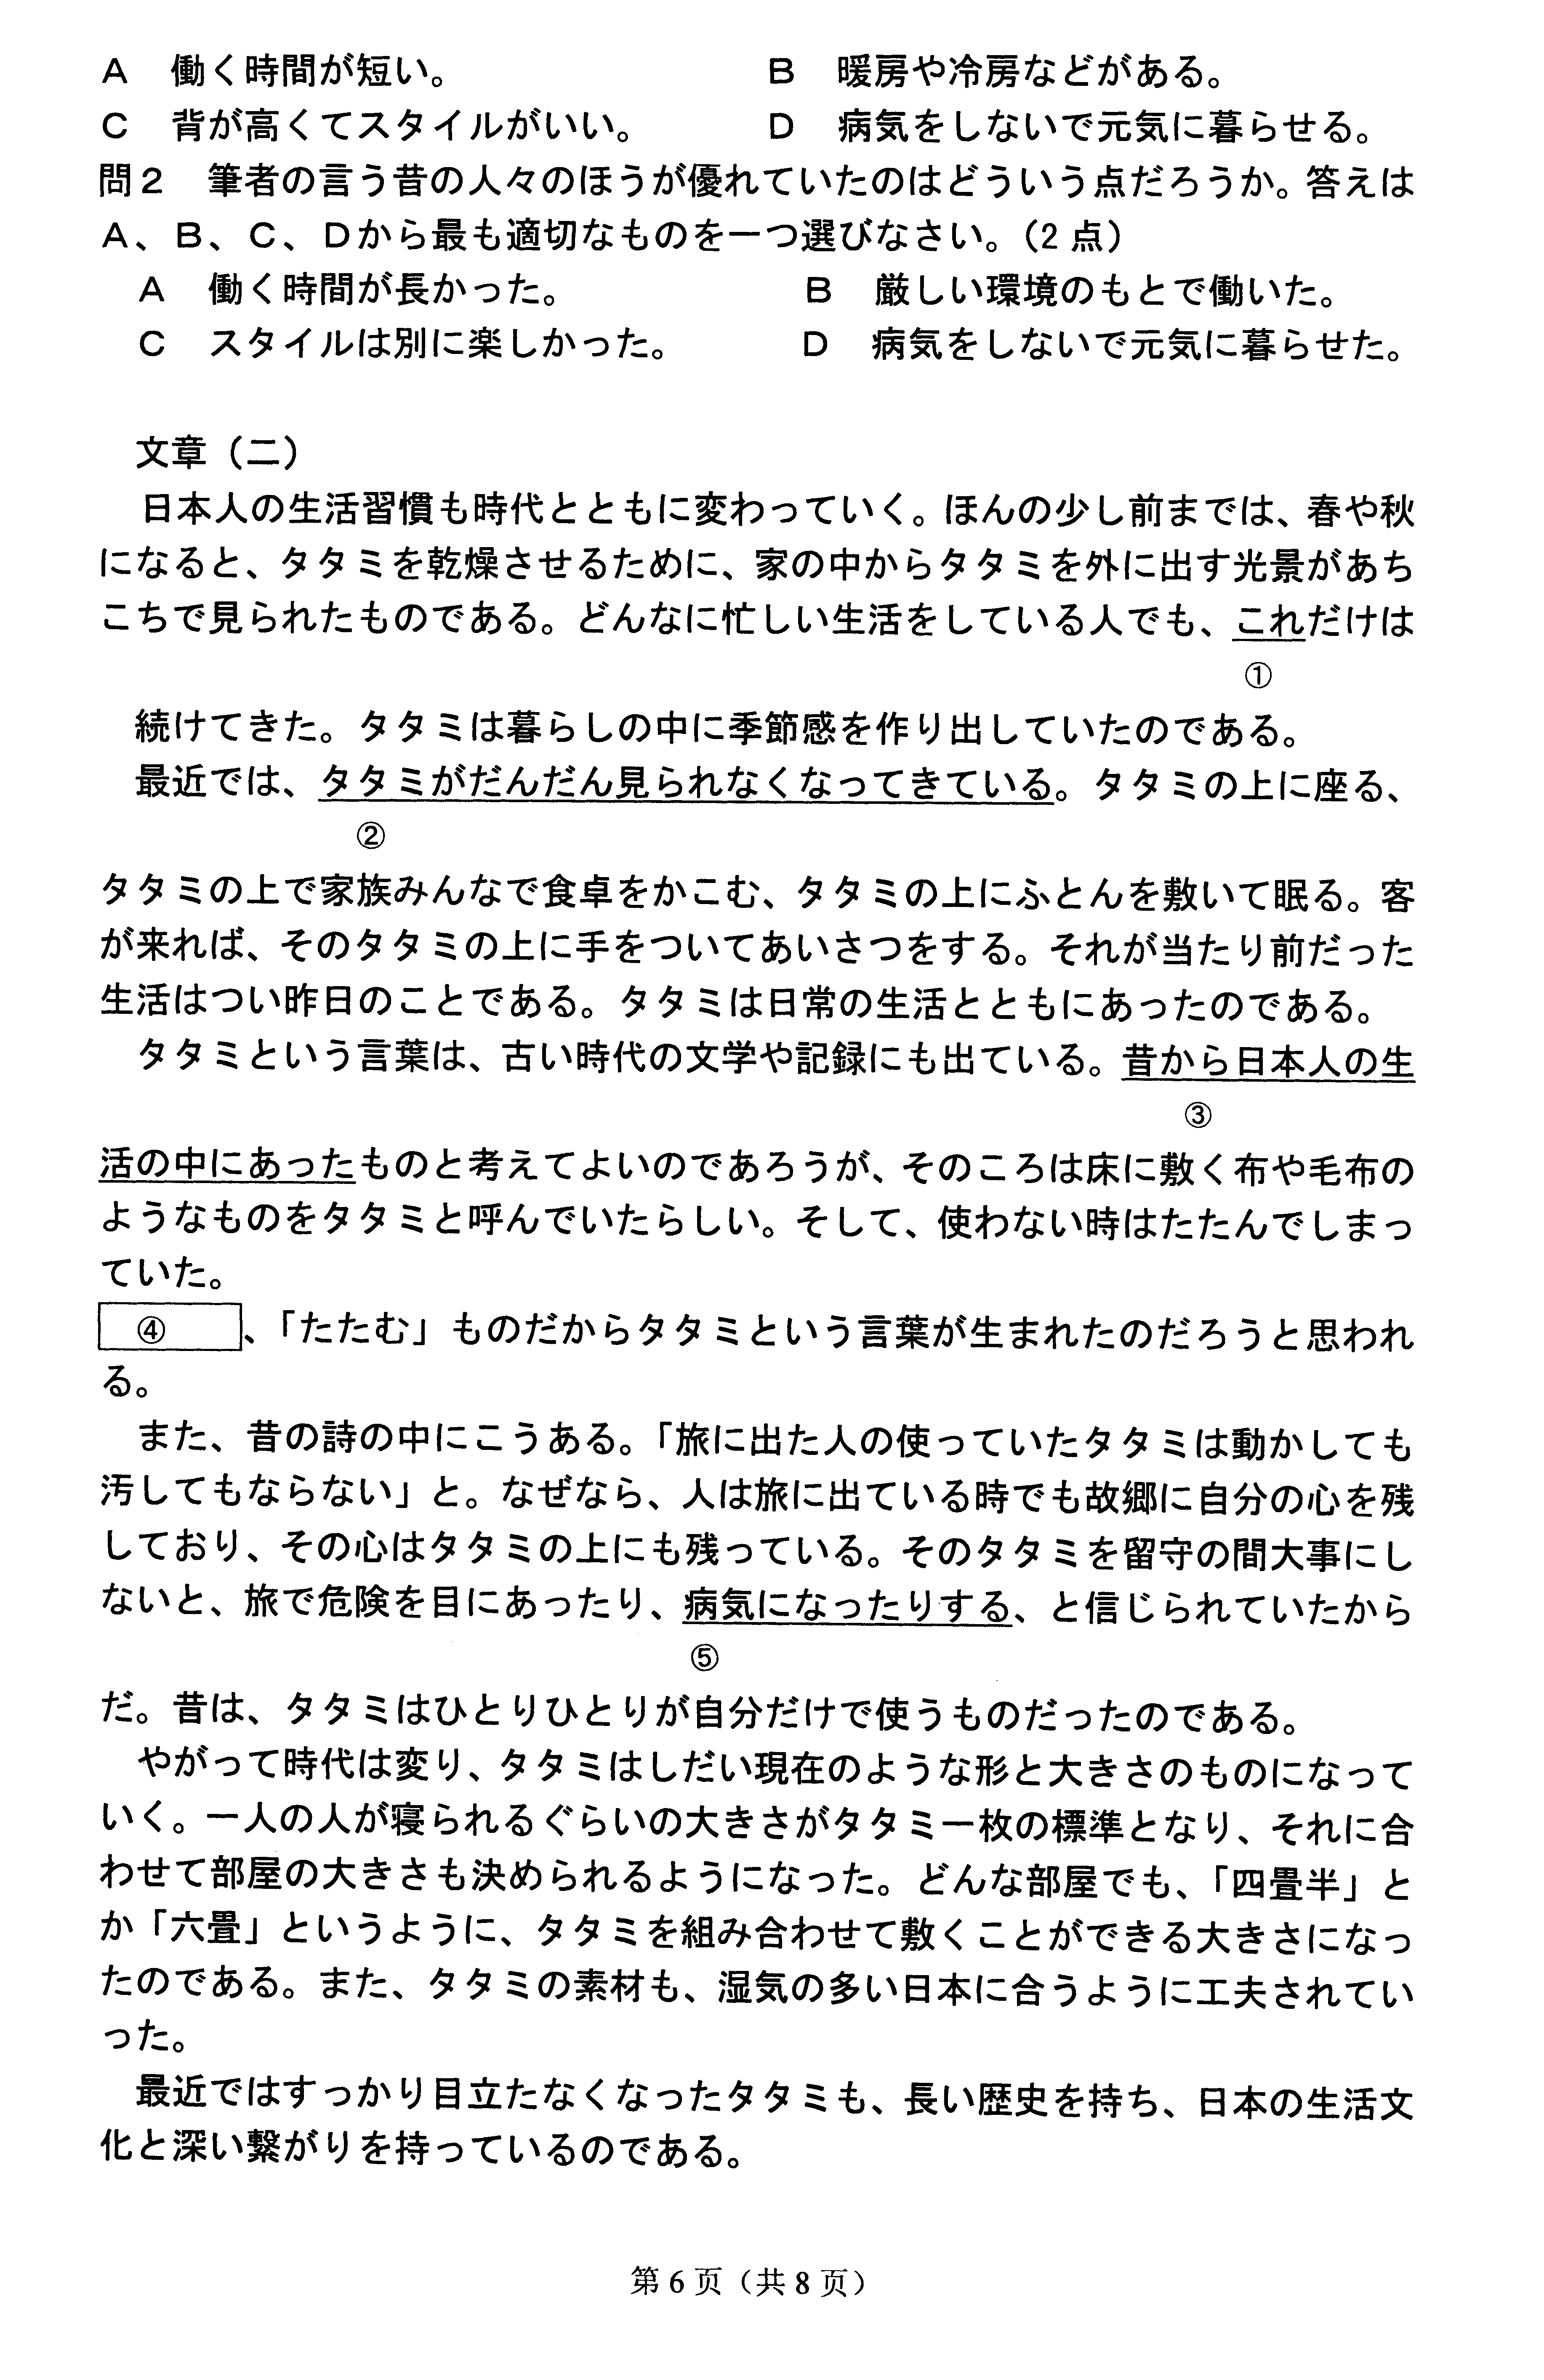 A　働く時間が短い。　B　暖房や冷房などがある。
C　背が高くてスタイルがいい。　D　病気をしないで元気に暮らせる。
問２　筆者の言う昔の人々のほうが優れていたのはどういう点だろうか。答えは
A、B、C、Dから最も適切なものを一つ選びなさい。（2 点）
A　働く時間が長かった。　B　厳しい環境のもとで働いた。
C　スタイルは別に楽しかった。　D　病気をしないで元気に暮らせた。
文章（二）
日本人の生活習慣も時代とともに変わっていく。ほんの少し前までは、春や秋
になると、タタミを乾燥させるために、家の中からタタミを外に出す光景があち
こちで見られたものである。どんなに忙しい生活をしている人でも、これだけは
①
続けてきた。タタミは暮らしの中に季節感を作り出していたのである。
最近では、タタミがだんだん見られなくなってきている。タタミの上に座る、
②
タタミの上で家族みんなで食卓をかこむ、タタミの上にふとんを敷いて眠る。客
が来れば、そのタタミの上に手をついてあいさつをする。それが当たり前だった
生活はつい昨日のことである。タタミは日常の生活とともにあったのである。
タタミという言葉は、古い時代の文学や記録にも出ている。昔から日本人の生
③
活の中にあったものと考えてよいのであろうが、そのころは床に敷く布や毛布の
ようなものをタタミと呼んでいたらしい。そして、使わない時はたたんでしまっ
ていた。
④、「たたむ」ものだからタタミという言葉が生まれたのだろうと思われ
る。
また、昔の詩の中にこうある。「旅に出た人の使っていたタタミは動かしても
汚してもならない」と。なぜなら、人は旅に出ている時でも故郷に自分の心を残
しており、その心はタタミの上にも残っている。そのタタミを留守の間大事にし
ないと、旅で危険を目にあったり、病気になったりする、と信じられていたから
⑤
だ。昔は、タタミはひとりひとりが自分だけで使うものだったのである。
やがって時代は変り、タタミはしだい現在のような形と大きさのものになって
いく。一人の人が寝られるぐらいの大きさがタタミ一枚の標準となり、それに合
わせて部屋の大きさも決められるようになった。どんな部屋でも、「四畳半」と
か「六畳」というように、タタミを組み合わせて敷くことができる大きさになっ
たのである。また、タタミの素材も、湿気の多い日本に合うように工夫されてい
った。
最近ではすっかり目立たなくなったタタミも、長い歴史を持ち、日本の生活文
化と深い繋がりを持っているのである。
第 6 页（共 8 页）